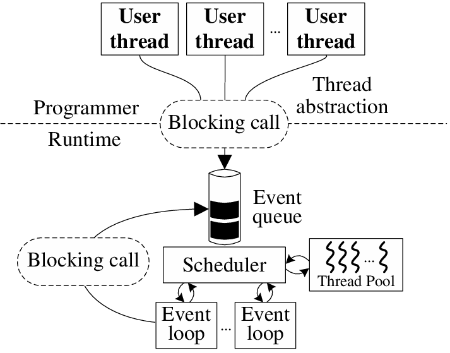 User User User
thread thread ... thread
Thread
Programmer abstraction
Blocking call
Runtime
Event
queue
Blocking call Scheduler ...
Thread Pool
Event Event
loop ... loop